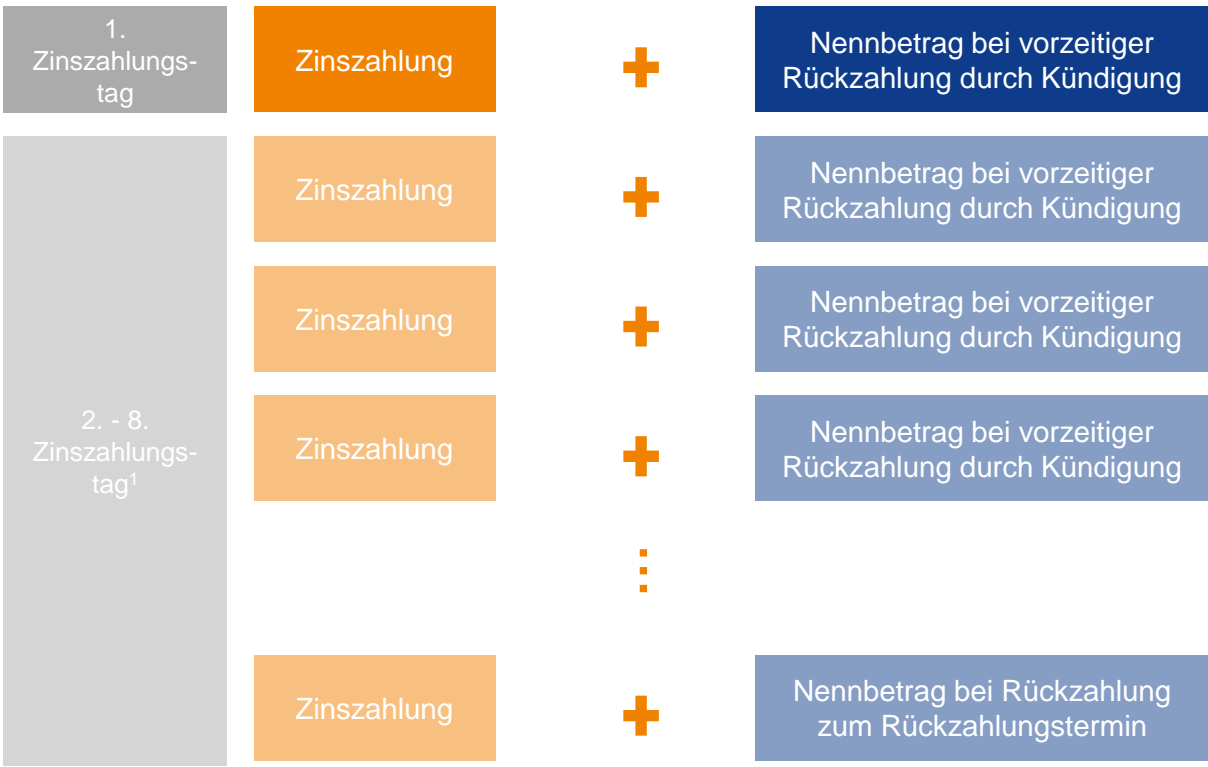 1.
Zinszahlungs-
tag
Zinszahlung
Nennbetrag bei vorzeitiger
Rückzahlung durch Kündigung
2. - 8.
Zinszahlungs-
tag¹
Zinszahlung
Nennbetrag bei vorzeitiger
Rückzahlung durch Kündigung
Zinszahlung
Nennbetrag bei vorzeitiger
Rückzahlung durch Kündigung
Zinszahlung
Nennbetrag bei vorzeitiger
Rückzahlung durch Kündigung
Zinszahlung
Nennbetrag bei Rückzahlung
zum Rückzahlungstermin